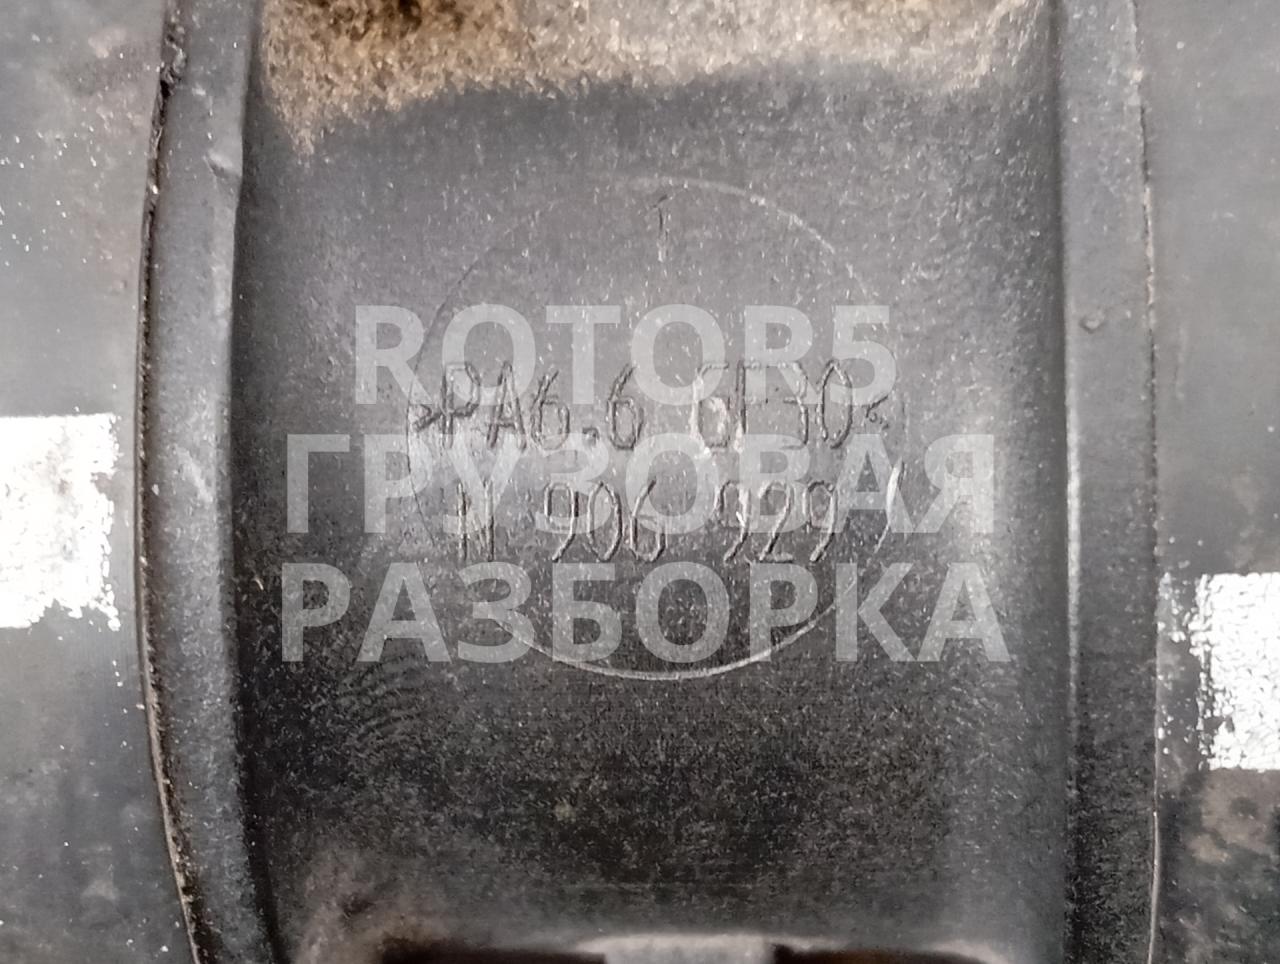 ROTOR5
>PA6.6 GF30<
ГРУЗОВАЯ
N 906 929
РАЗБОРКА